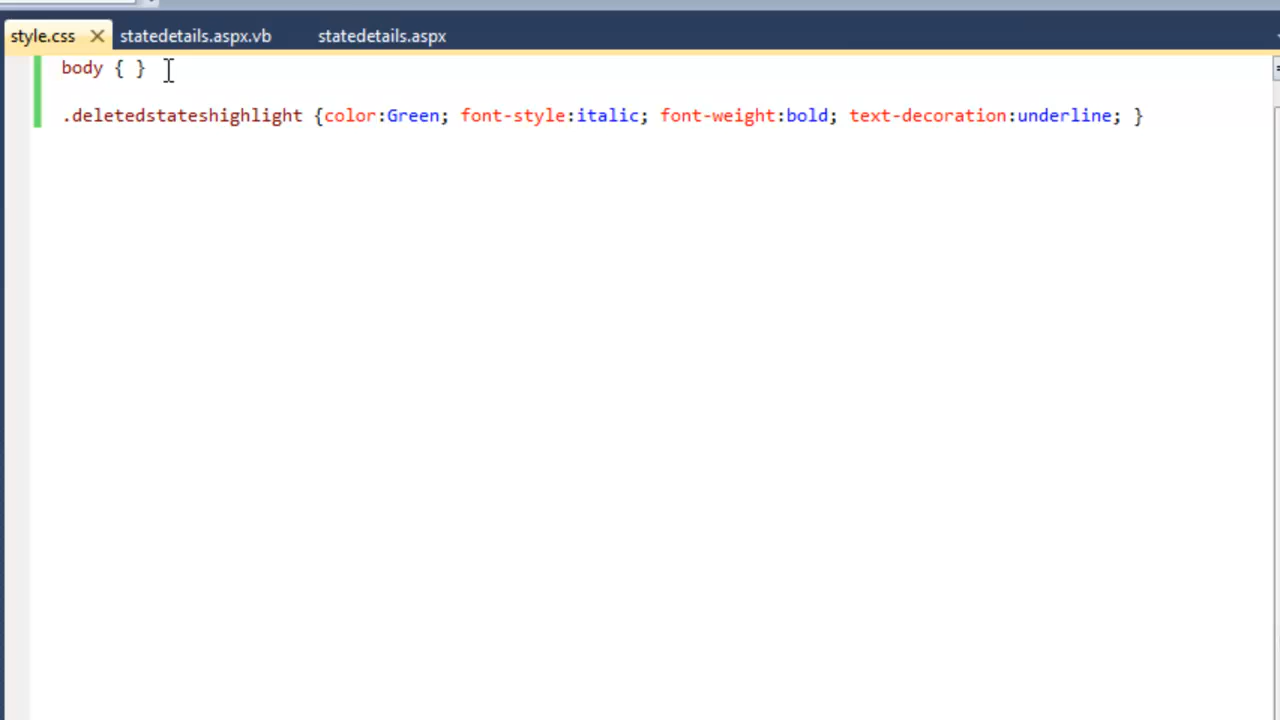 style.css statedetails.aspx.vb statedetails.aspx
body { }
.deletedstateshighlight {color:Green; font-style:italic; font-weight:bold; text-decoration:underline; }